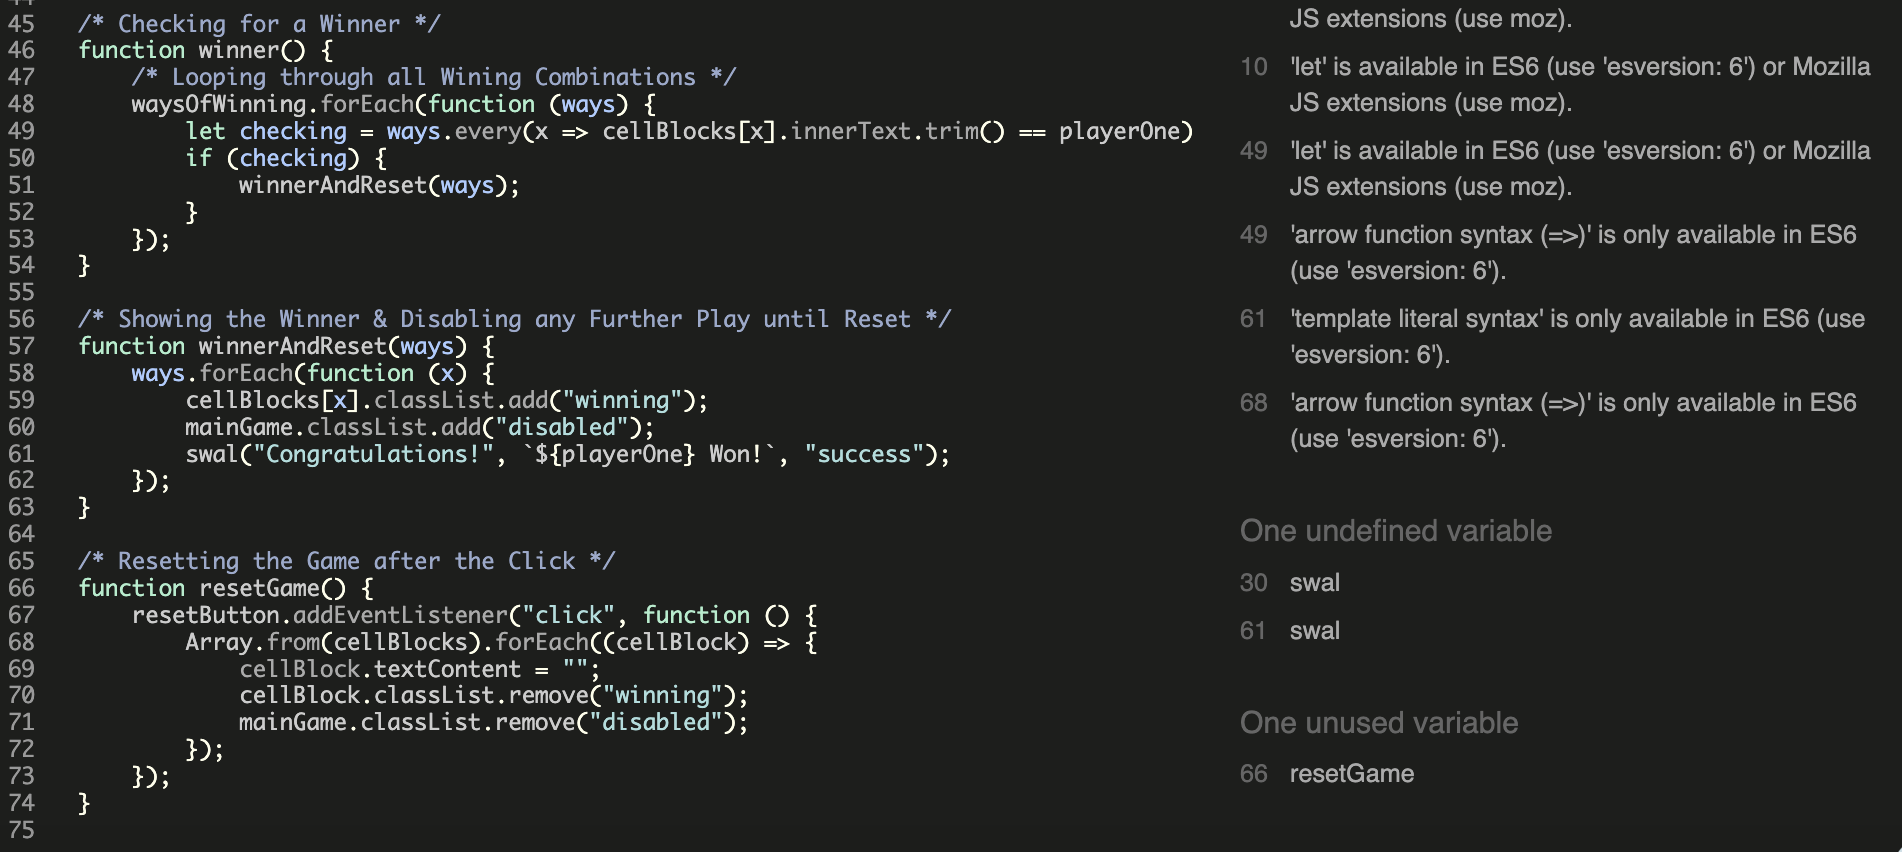 45 /* Checking for a Winner */
46 function winner() {
47 /* Looping through all Wining Combinations */
48 waysOfWinning.forEach(function (ways) {
49 let checking = ways.every(x => cellBlocks[x].innerText.trim() == playerOne)
50 if (checking) {
51 winnerAndReset(ways);
52 }
53 });
54 }
55
56 /* Showing the Winner & Disabling any Further Play until Reset */
57 function winnerAndReset(ways) {
58 ways.forEach(function (x) {
59 cellBlocks[x].classList.add("winning");
60 mainGame.classList.add("disabled");
61 swal("Congratulations!", `${playerOne} Won!`, "success");
62 });
63 }
64
65 /* Resetting the Game after the Click */
66 function resetGame() {
67 resetButton.addEventListener("click", function () {
68 Array.from(cellBlocks).forEach((cellBlock) => {
69 cellBlock.textContent = "";
70 cellBlock.classList.remove("winning");
71 mainGame.classList.remove("disabled");
72 });
73 });
74 }
75
JS extensions (use moz).
10 'let' is available in ES6 (use 'esversion: 6') or Mozilla
JS extensions (use moz).
49 'let' is available in ES6 (use 'esversion: 6') or Mozilla
JS extensions (use moz).
49 'arrow function syntax (=>)' is only available in ES6
(use 'esversion: 6').
61 'template literal syntax' is only available in ES6 (use
'esversion: 6').
68 'arrow function syntax (=>)' is only available in ES6
(use 'esversion: 6').
One undefined variable
30 swal
61 swal
One unused variable
66 resetGame